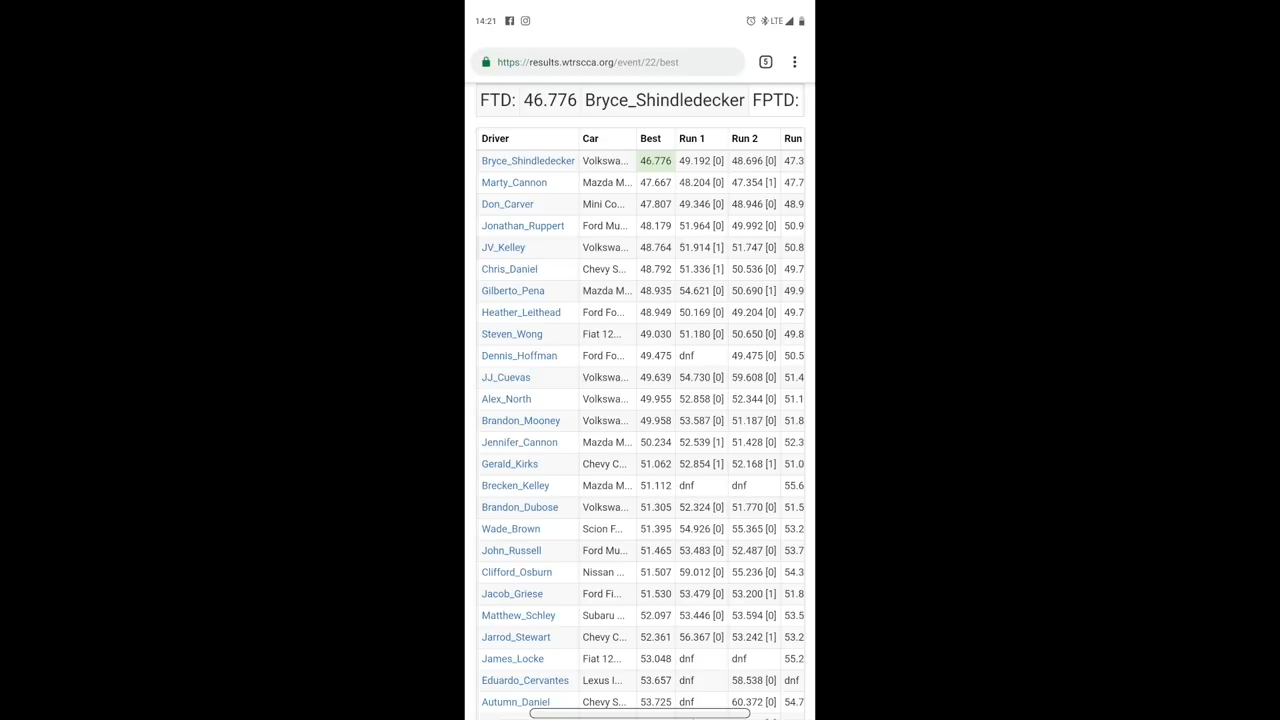 14:21 LTE
https://results.wtrscca.org/event/22/best 5
FTD: 46.776 Bryce_Shindledecker FPTD:
Driver Car Best Run 1 Run 2 Run
Bryce_Shindledecker Volkswa... 46.776 49.192 [0] 48.696 [0] 47.3
Marty_Cannon Mazda M... 47.667 48.204 [0] 47.354 [1] 47.7
Don_Carver Mini Co... 47.807 49.346 [0] 48.946 [0] 48.9
Jonathan_Ruppert Ford Mu... 48.179 51.964 [0] 49.992 [0] 50.9
JV_Kelley Volkswa... 48.764 51.914 [1] 51.747 [0] 50.8
Chris_Daniel Chevy S... 48.792 51.336 [1] 50.536 [0] 49.7
Gilberto_Pena Mazda M... 48.935 54.621 [0] 50.690 [1] 49.9
Heather_Leithead Ford Fo... 48.949 50.169 [0] 49.204 [0] 49.7
Steven_Wong Fiat 12... 49.030 51.180 [0] 50.650 [0] 49.8
Dennis_Hoffman Ford Fo... 49.475 dnf 49.475 [0] 50.5
JJ_Cuevas Volkswa... 49.639 54.730 [0] 59.608 [0] 51.4
Alex_North Volkswa... 49.955 52.858 [0] 52.344 [0] 51.1
Brandon_Mooney Volkswa... 49.958 53.587 [0] 51.187 [0] 51.8
Jennifer_Cannon Mazda M... 50.234 52.539 [1] 51.428 [0] 52.3
Gerald_Kirks Chevy C... 51.062 52.854 [1] 52.168 [1] 51.0
Brecken_Kelley Mazda M... 51.112 dnf dnf 55.6
Brandon_Dubose Volkswa... 51.305 52.324 [0] 51.770 [0] 51.5
Wade_Brown Scion F... 51.395 54.926 [0] 55.365 [0] 53.2
John_Russell Ford Mu... 51.465 53.483 [0] 52.487 [0] 53.7
Clifford_Osburn Nissan ... 51.507 59.012 [0] 55.236 [0] 54.3
Jacob_Griese Ford Fi... 51.530 53.479 [0] 53.200 [1] 51.8
Matthew_Schley Subaru ... 52.097 53.446 [0] 53.594 [0] 53.5
Jarrod_Stewart Chevy C... 52.361 56.367 [0] 53.242 [1] 53.2
James_Locke Fiat 12... 53.048 dnf dnf 55.2
Eduardo_Cervantes Lexus I... 53.657 dnf 58.538 [0] dnf
Autumn_Daniel Chevy S... 53.725 dnf 60.372 [0] 54.7